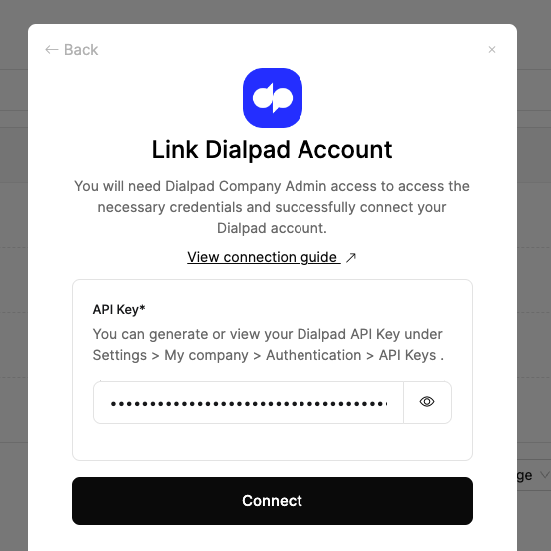 ← Back
×
dp
Link Dialpad Account
You will need Dialpad Company Admin access to access the
necessary credentials and successfully connect your
Dialpad account.
View connection guide ↗
API Key*
You can generate or view your Dialpad API Key under
Settings > My company > Authentication > API Keys .
•••••••••••••••••••••••••••••••••••
ge
Connect